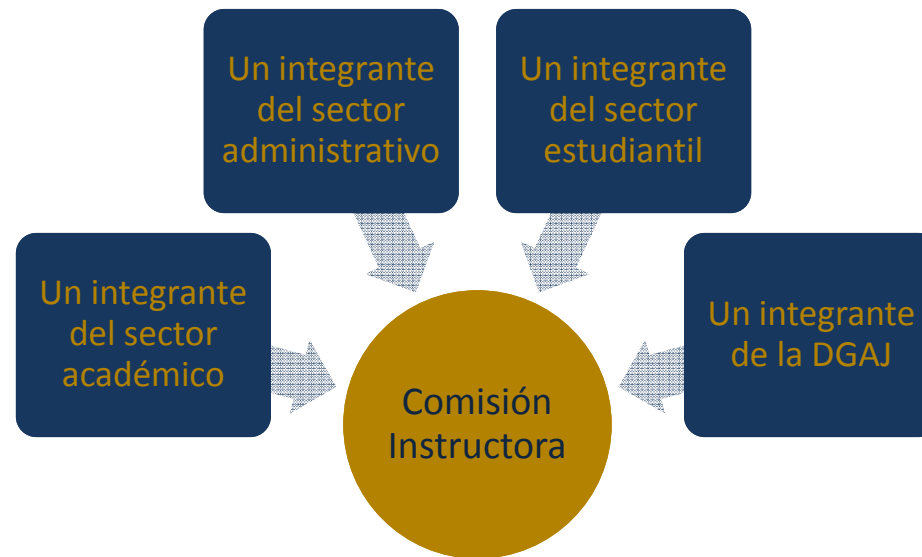 Un integrante
del sector
administrativo
Un integrante
del sector
estudiantil
Un integrante
del sector
académico
Un integrante
de la DGAJ
Comisión
Instructora